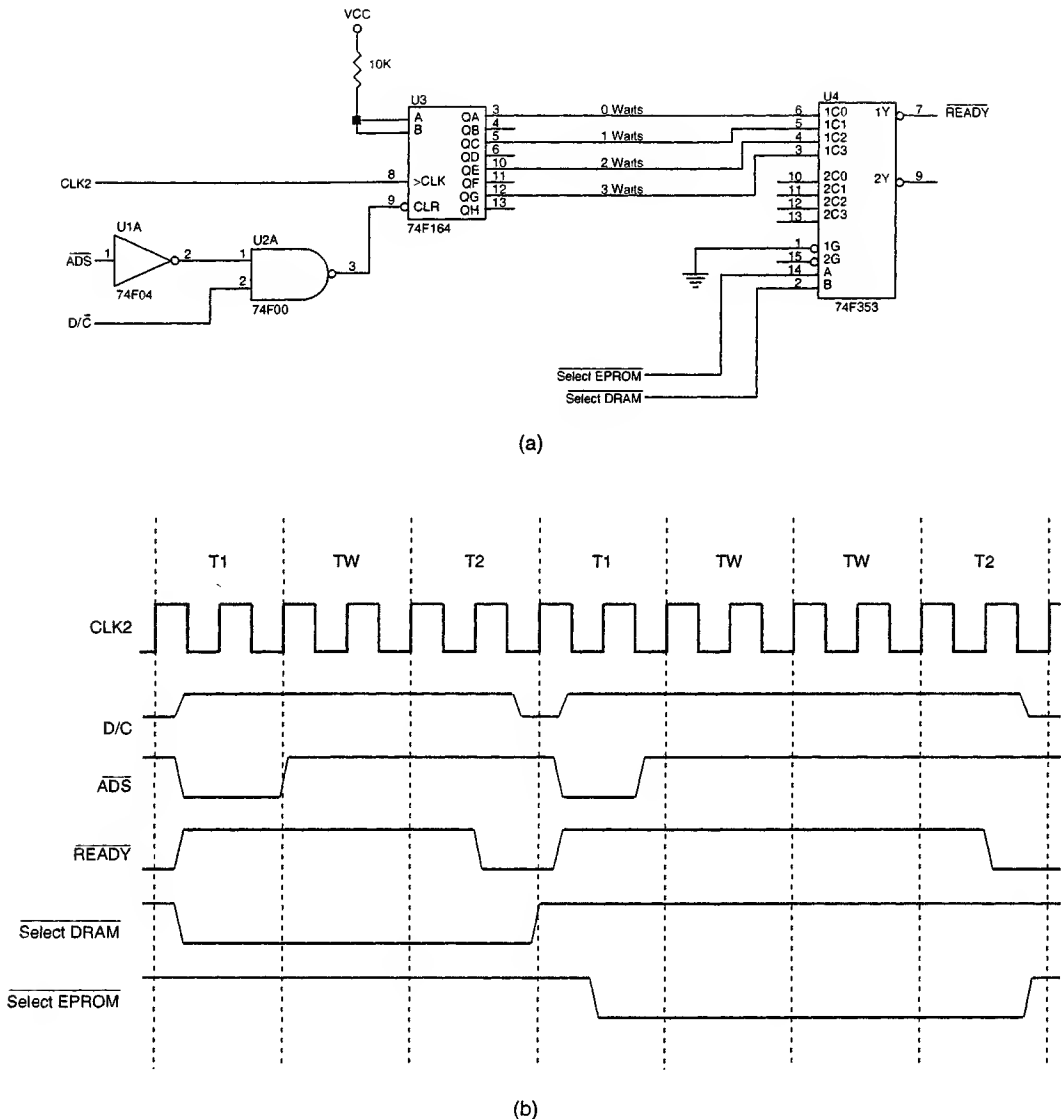 VCC
10K
U3
A
B
>CLK
CLR
QA
QB
QC
QD
QE
QF
QG
QH
3
4
5
6
10
11
12
13
8
9
74F164
0 Waits
1 Waits
2 Waits
3 Waits
U4
6
5
4
3
1C0
1C1
1C2
1C3
1Y
7
READY
10
11
12
13
2C0
2C1
2C2
2C3
2Y
9
1
15
14
2
1G
2G
A
B
74F353
CLK2
U1A
ADS
1
2
74F04
U2A
1
2
3
74F00
D/C
Select EPROM
Select DRAM
(a)
T1 TW T2 T1 TW TW T2
CLK2
D/C
ADS
READY
Select DRAM
Select EPROM
(b)